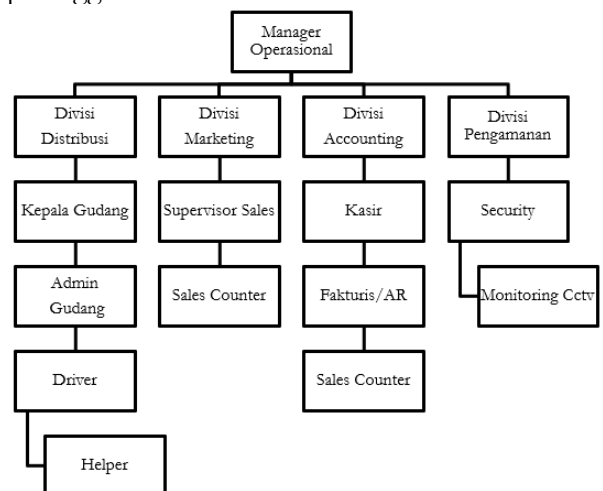 Manager
Operasional
Divisi
Distribusi
Divisi
Marketing
Divisi
Accounting
Divisi
Pengamanan
Kepala Gudang
Supervisor Sales
Kasir
Security
Admin
Gudang
Sales Counter
Fakturis/AR
Monitoring Cctv
Driver
Sales Counter
Helper